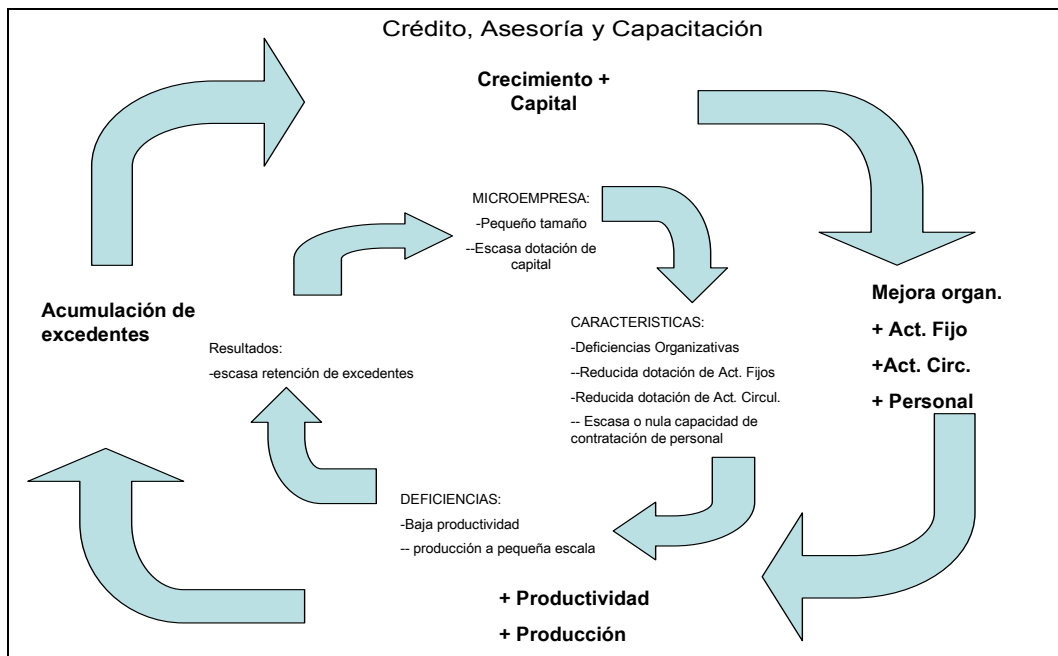 Crédito, Asesoría y Capacitación
Crecimiento +
Capital
MICROEMPRESA:
-Pequeño tamaño
--Escasa dotación de
capital
Acumulación de
excedentes
Mejora organ.
+ Act. Fijo
+Act. Circ.
+ Personal
CARACTERISTICAS:
-Deficiencias Organizativas
--Reducida dotación de Act. Fijos
-Reducida dotación de Act. Circul.
-- Escasa o nula capacidad de
contratación de personal
Resultados:
-escasa retención de excedentes
DEFICIENCIAS:
-Baja productividad
-- producción a pequeña escala
+ Productividad
+ Producción